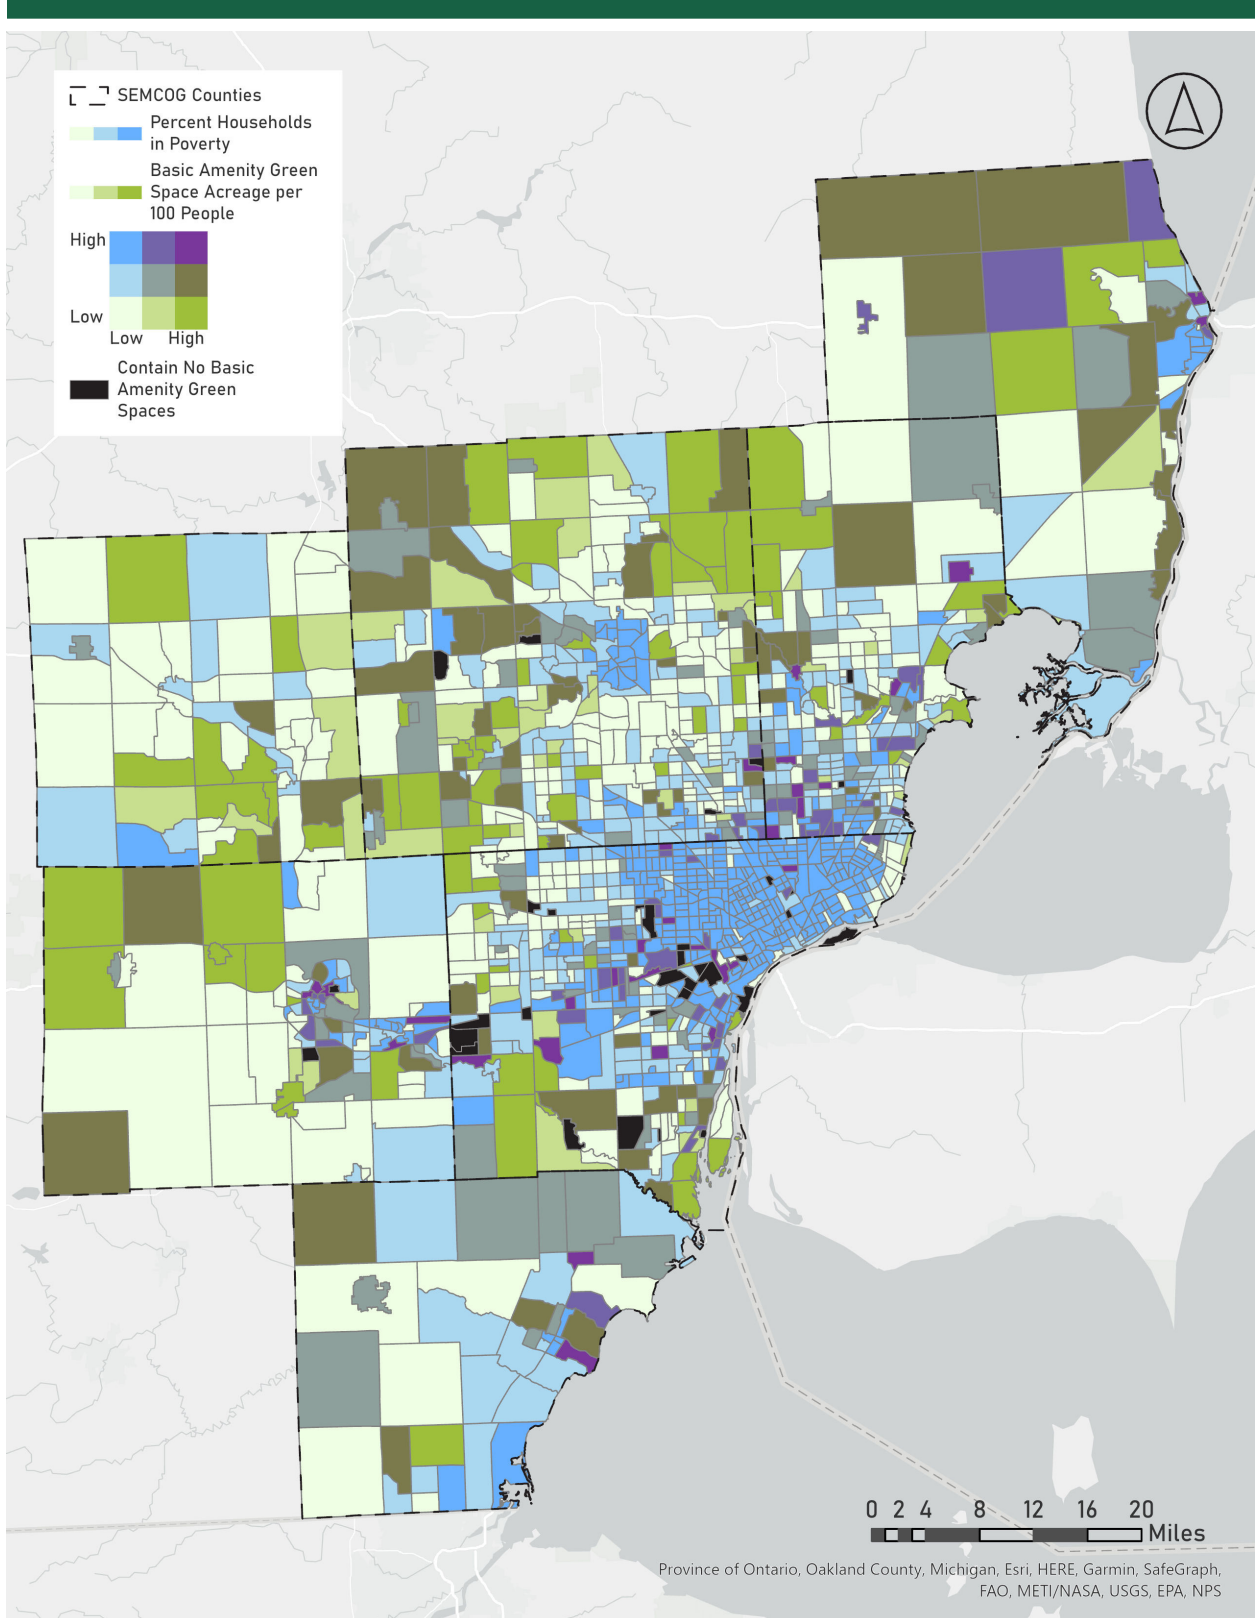 SEMCOG Counties
Percent Households
in Poverty
Basic Amenity Green
Space Acreage per
100 People
High
Low
Low High
Contain No Basic
Amenity Green
Spaces
0 2 4 8 12 16 20
Miles
Province of Ontario, Oakland County, Michigan, Esri, HERE, Garmin, SafeGraph,
FAO, METI/NASA, USGS, EPA, NPS